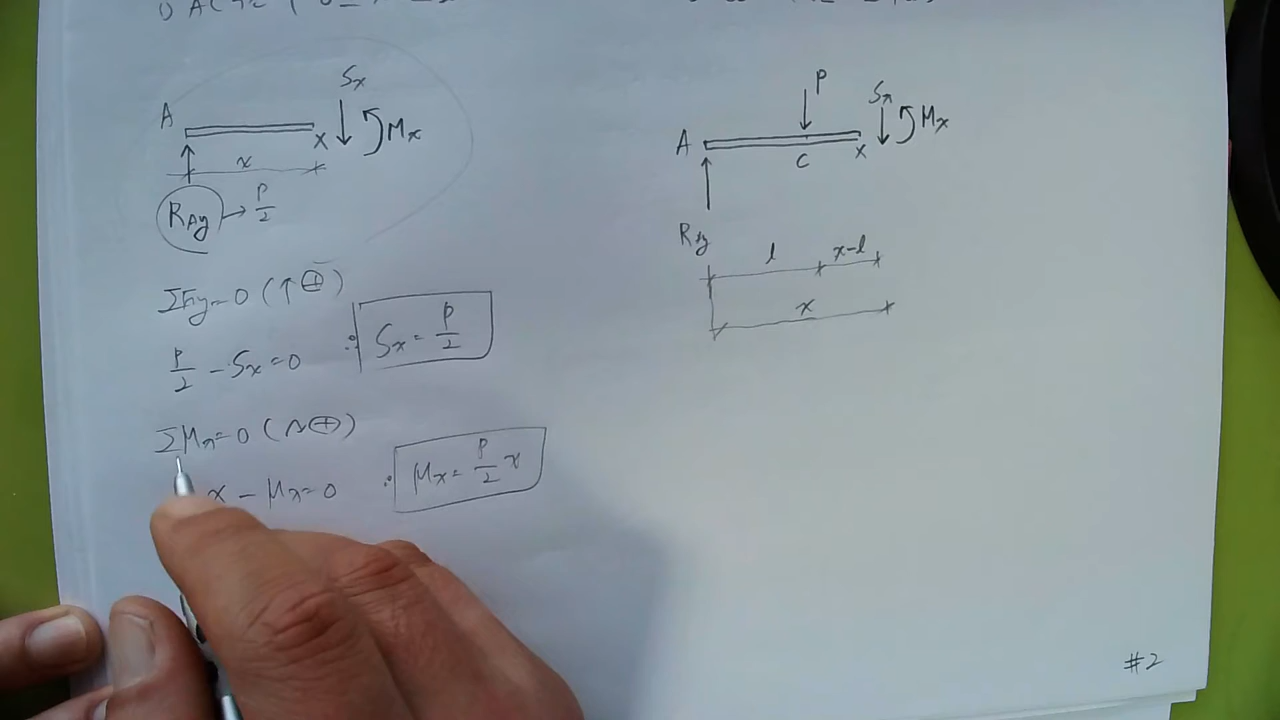 A
Sx
Mx
x
x
RAy → P/2
ΣFy=0 (↑⊕)
P/2 - Sx=0
∴ Sx= P/2
ΣMx=0 (↷⊕)
x - Mx=0
∴ Mx= P/2 x
P
A
Sx
Mx
C
x
RAy
l
x-l
x
#2